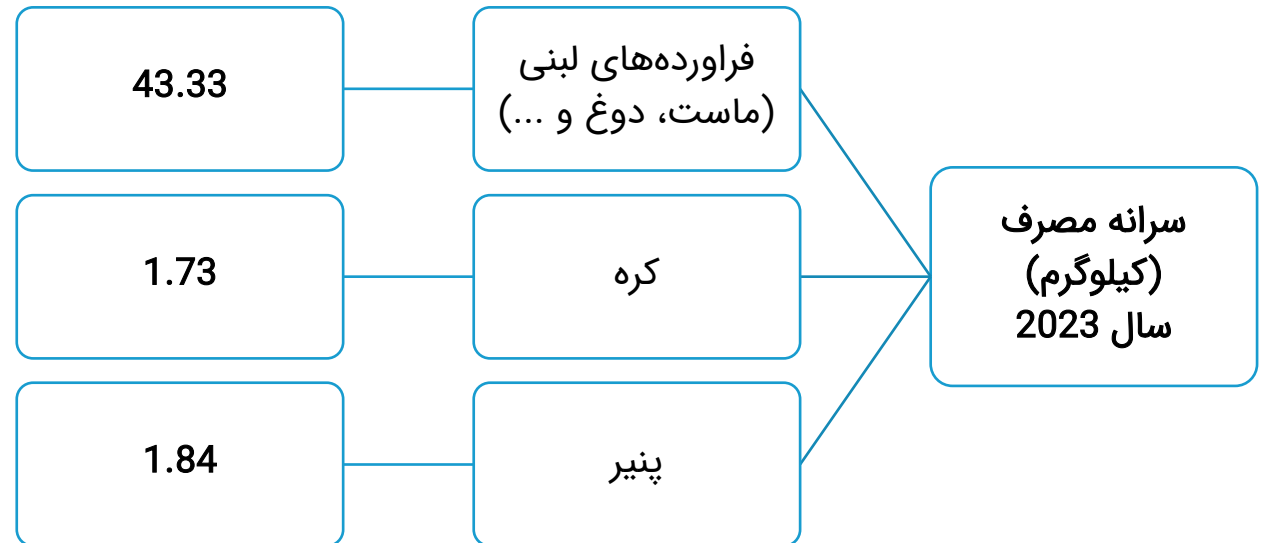 سرانه مصرف
(کیلوگرم)
سال 2023
فراورده‌های لبنی
(ماست، دوغ و ...)
43.33
کره
1.73
پنیر
1.84